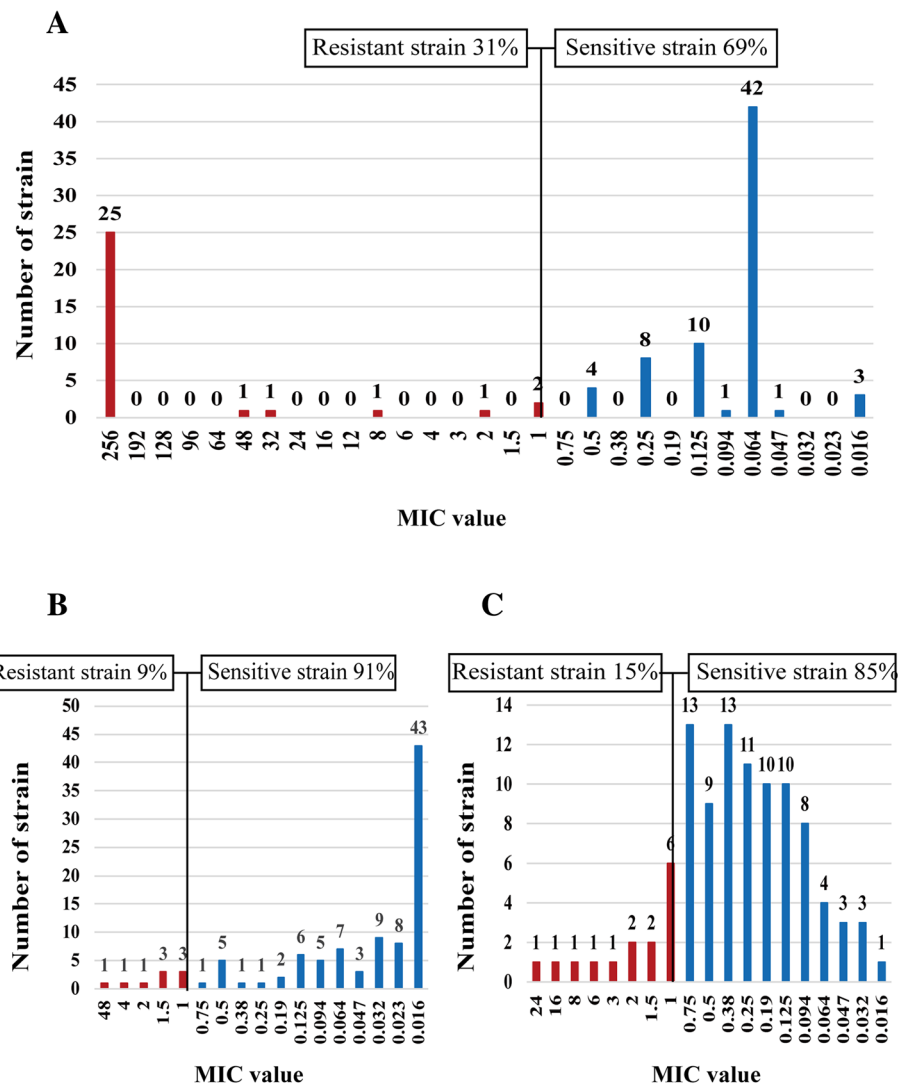 A
Resistant strain 31%
Sensitive strain 69%
Number of strain
45
40
35
30
25
20
15
10
5
0
25 0 0 0 0 1 1 0 0 0 1 0 0 0 1 0 2 0 4 0 8 0 10 1 42 1 0 0 3
256 192 128 96 64 48 32 24 16 12 8 6 4 3 2 1.5 1 0.75 0.5 0.38 0.25 0.19 0.125 0.094 0.064 0.047 0.032 0.023 0.016
MIC value
B
Resistant strain 9%
Sensitive strain 91%
Number of strain
50
45
40
35
30
25
20
15
10
5
0
1 1 1 3 3 1 5 1 1 2 6 5 7 3 9 8 43
48 4 2 1.5 1 0.75 0.5 0.38 0.25 0.19 0.125 0.094 0.064 0.047 0.032 0.023 0.016
MIC value
C
Resistant strain 15%
Sensitive strain 85%
Number of strain
14
12
10
8
6
4
2
0
1 1 1 1 1 2 2 6 13 9 13 11 10 10 8 4 3 3 1
24 16 8 6 3 2 1.5 1 0.75 0.5 0.38 0.25 0.19 0.125 0.094 0.064 0.047 0.032 0.016
MIC value